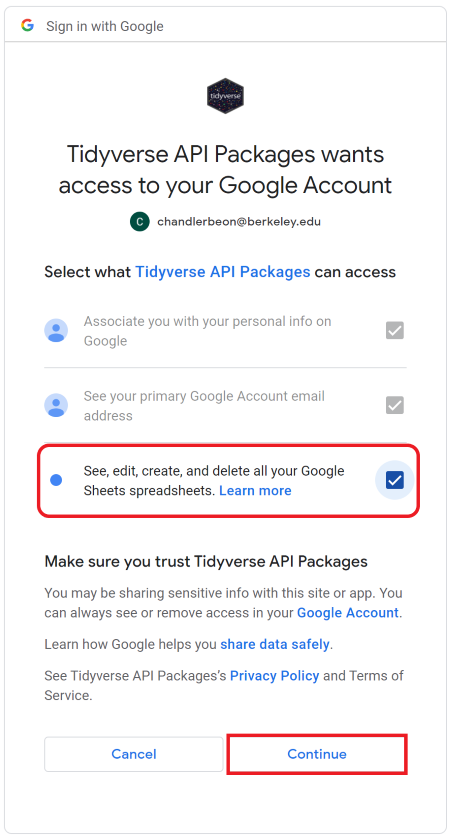 Sign in with Google
tidyverse
Tidyverse API Packages wants
access to your Google Account
C chandlerbeon@berkeley.edu
Select what Tidyverse API Packages can access
Associate you with your personal info on
Google
See your primary Google Account email
address
See, edit, create, and delete all your Google
Sheets spreadsheets. Learn more
Make sure you trust Tidyverse API Packages
You may be sharing sensitive info with this site or app. You
can always see or remove access in your Google Account.
Learn how Google helps you share data safely.
See Tidyverse API Packages's Privacy Policy and Terms of
Service.
Cancel Continue